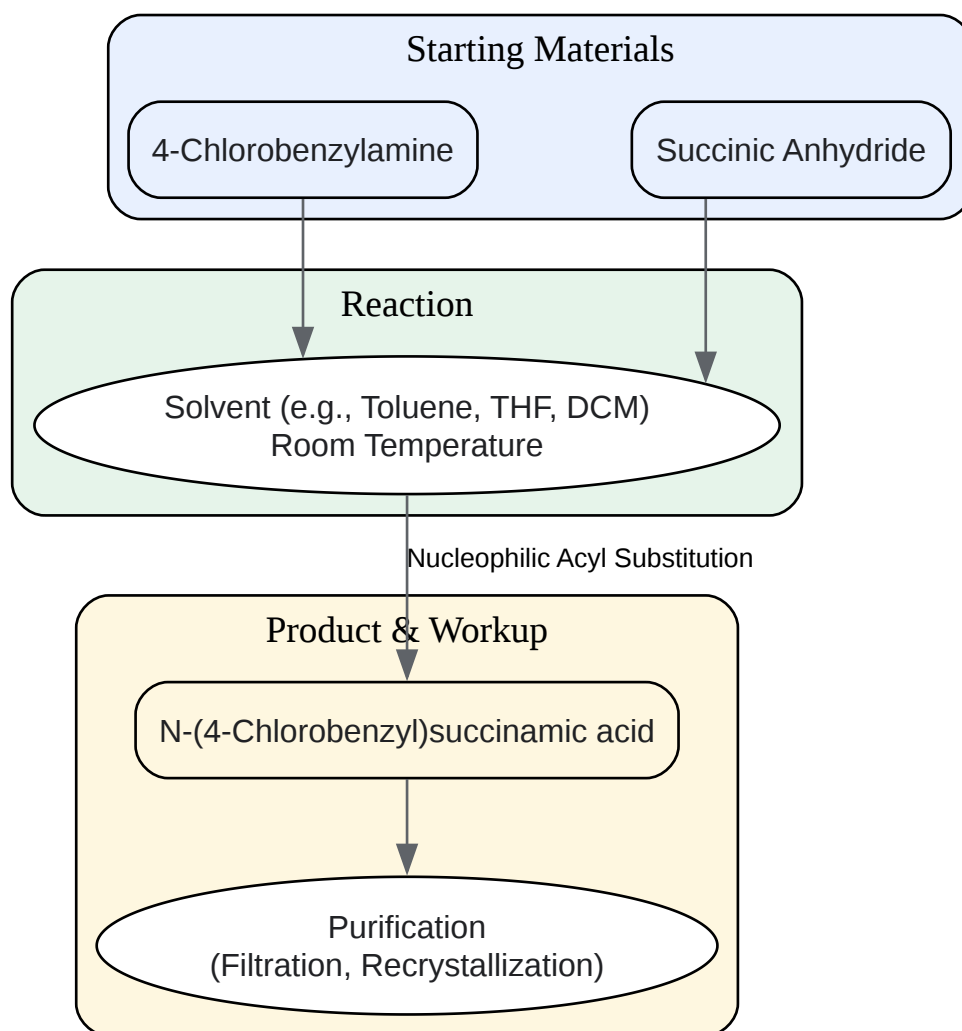 Starting Materials
4-Chlorobenzylamine
Succinic Anhydride
Reaction
Solvent (e.g., Toluene, THF, DCM)
Room Temperature
Nucleophilic Acyl Substitution
Product & Workup
N-(4-Chlorobenzyl)succinamic acid
Purification
(Filtration, Recrystallization)